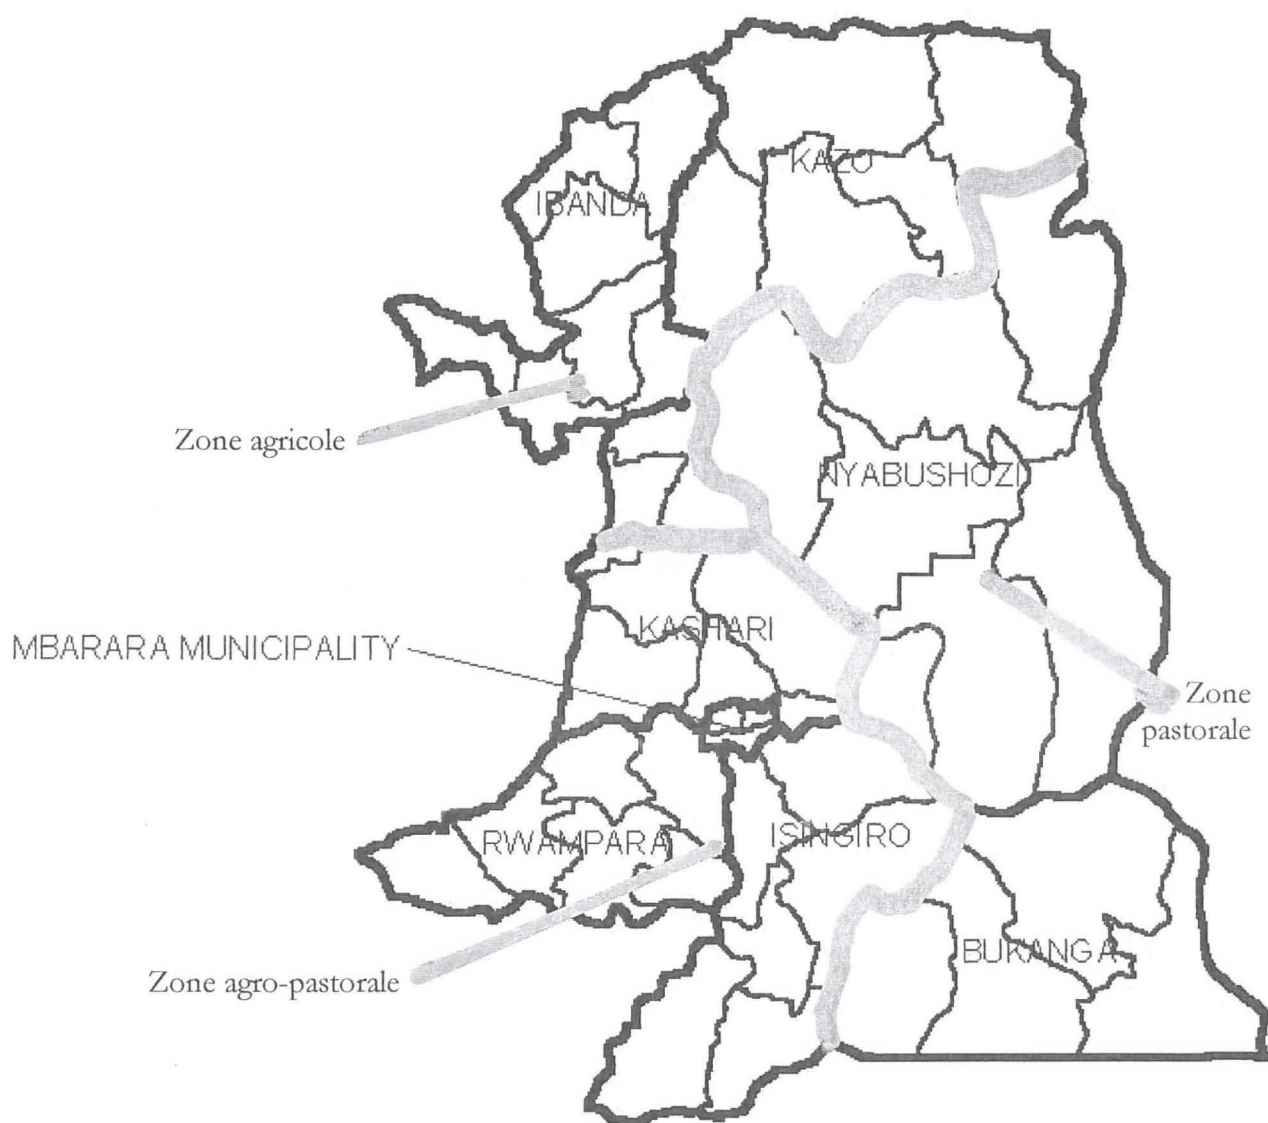 KAZO
IBANDA
Zone agricole
NYABUSHOZI
KASHARI
MBARARA MUNICIPALITY
Zone
pastorale
RWAMPARA
ISINGIRO
BUKANGA
Zone agro-pastorale